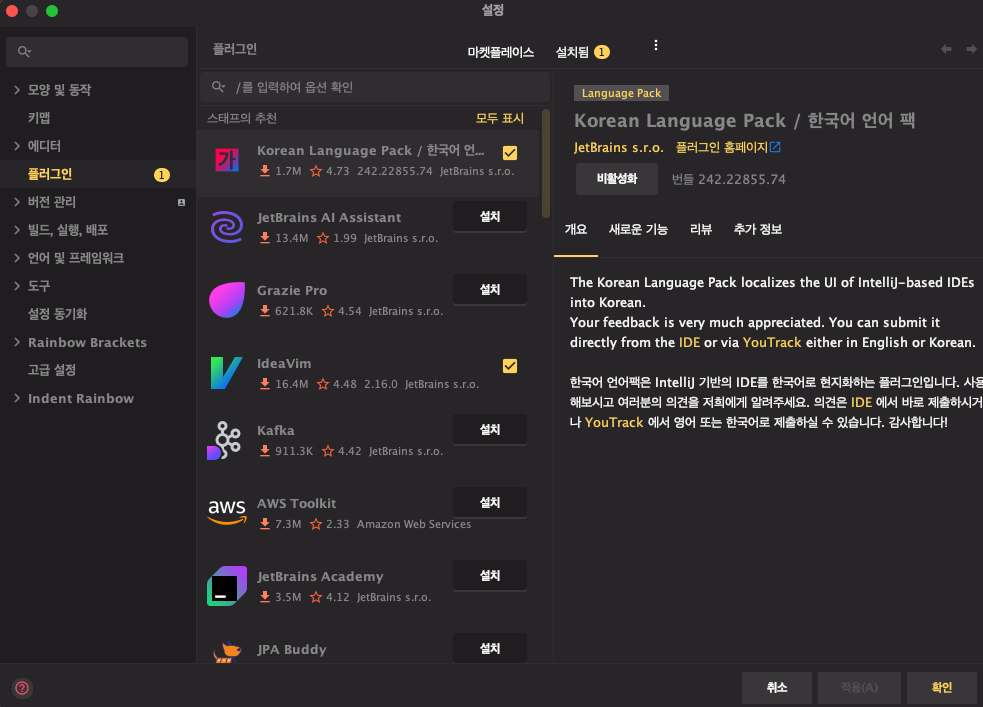 설정
모양 및 동작
키맵
에디터
플러그인 1
버전 관리
빌드, 실행, 배포
언어 및 프레임워크
도구
설정 동기화
Rainbow Brackets
고급 설정
Indent Rainbow
플러그인 마켓플레이스 설치됨 1
/를 입력하여 옵션 확인
스태프의 추천 모두 표시
가
Korean Language Pack / 한국어 언...
1.7M 4.73 242.22855.74 JetBrains s.r.o.
JetBrains AI Assistant 설치
13.4M 1.99 JetBrains s.r.o.
Grazie Pro 설치
621.8K 4.54 JetBrains s.r.o.
IdeaVim
16.4M 4.48 2.16.0 JetBrains s.r.o.
Kafka 설치
911.3K 4.42 JetBrains s.r.o.
aws
AWS Toolkit 설치
7.3M 2.33 Amazon Web Services
JetBrains Academy 설치
3.5M 4.12 JetBrains s.r.o.
JPA Buddy 설치
Language Pack
Korean Language Pack / 한국어 언어 팩
JetBrains s.r.o. 플러그인 홈페이지
비활성화 번들 242.22855.74
개요 새로운 기능 리뷰 추가 정보
The Korean Language Pack localizes the UI of IntelliJ-based IDEs
into Korean.
Your feedback is very much appreciated. You can submit it
directly from the IDE or via YouTrack either in English or Korean.
한국어 언어팩은 IntelliJ 기반의 IDE를 한국어로 현지화하는 플러그인입니다. 사용
해보시고 여러분의 의견을 저희에게 알려주세요. 의견은 IDE 에서 바로 제출하시거
나 YouTrack 에서 영어 또는 한국어로 제출하실 수 있습니다. 감사합니다!
?
취소 적용(A) 확인